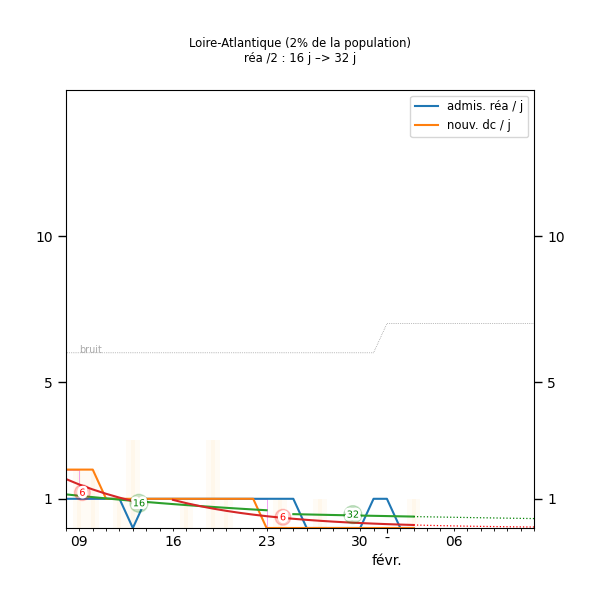 Loire-Atlantique (2% de la population)
réa /2 : 16 j –> 32 j
admis. réa / j
nouv. dc / j
10 10
bruit
5 5
6
16
6
32
1 1
09 16 23 30 - 06
févr.